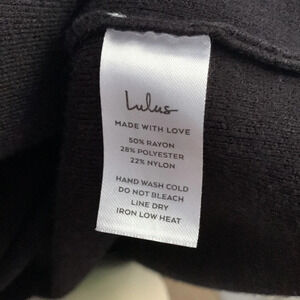 Lulus
MADE WITH LOVE
50% RAYON
28% POLYESTER
22% NYLON
HAND WASH COLD
DO NOT BLEACH
LINE DRY
IRON LOW HEAT